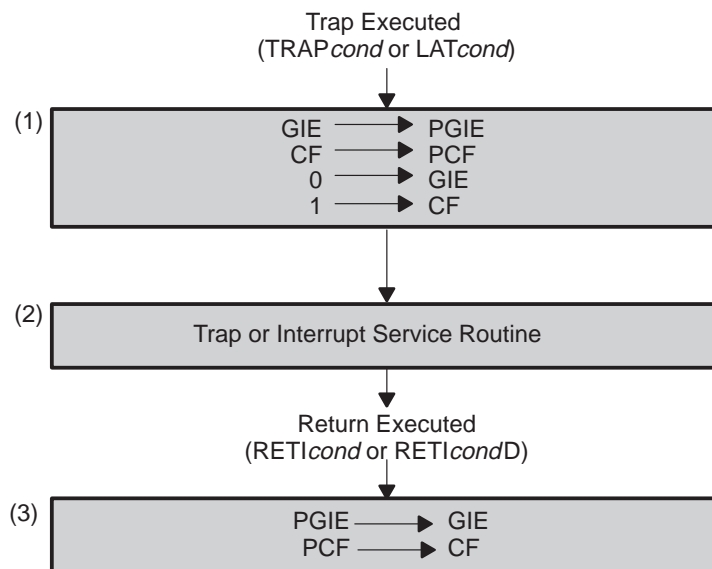 Trap Executed
(TRAPcond or LATcond)
(1)
GIE PGIE
CF PCF
0 GIE
1 CF
(2)
Trap or Interrupt Service Routine
Return Executed
(RETIcond or RETIcondD)
(3)
PGIE GIE
PCF CF